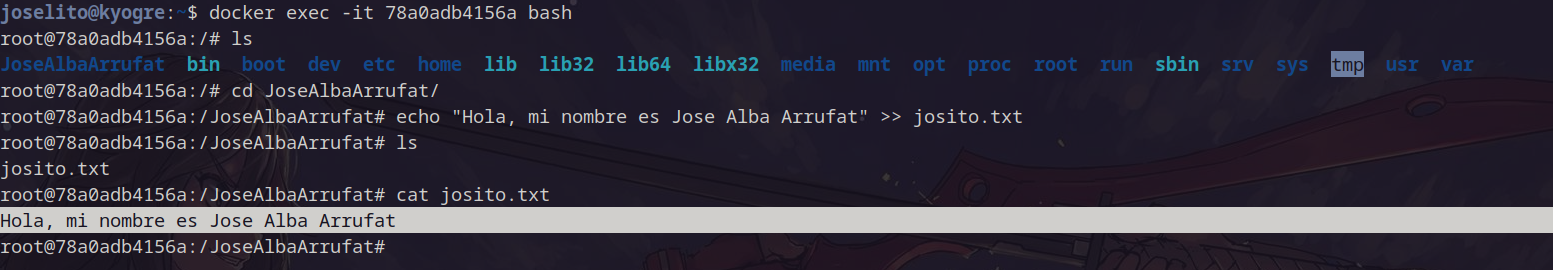 joselito@kyogre:~$ docker exec -it 78a0adb4156a bash
root@78a0adb4156a:/# ls
JoseAlbaArrufat  bin  boot  dev  etc  home  lib  lib32  lib64  libx32  media  mnt  opt  proc  root  run  sbin  srv  sys  tmp  usr  var
root@78a0adb4156a:/# cd JoseAlbaArrufat/
root@78a0adb4156a:/JoseAlbaArrufat# echo "Hola, mi nombre es Jose Alba Arrufat" >> josito.txt
root@78a0adb4156a:/JoseAlbaArrufat# ls
josito.txt
root@78a0adb4156a:/JoseAlbaArrufat# cat josito.txt
Hola, mi nombre es Jose Alba Arrufat
root@78a0adb4156a:/JoseAlbaArrufat#